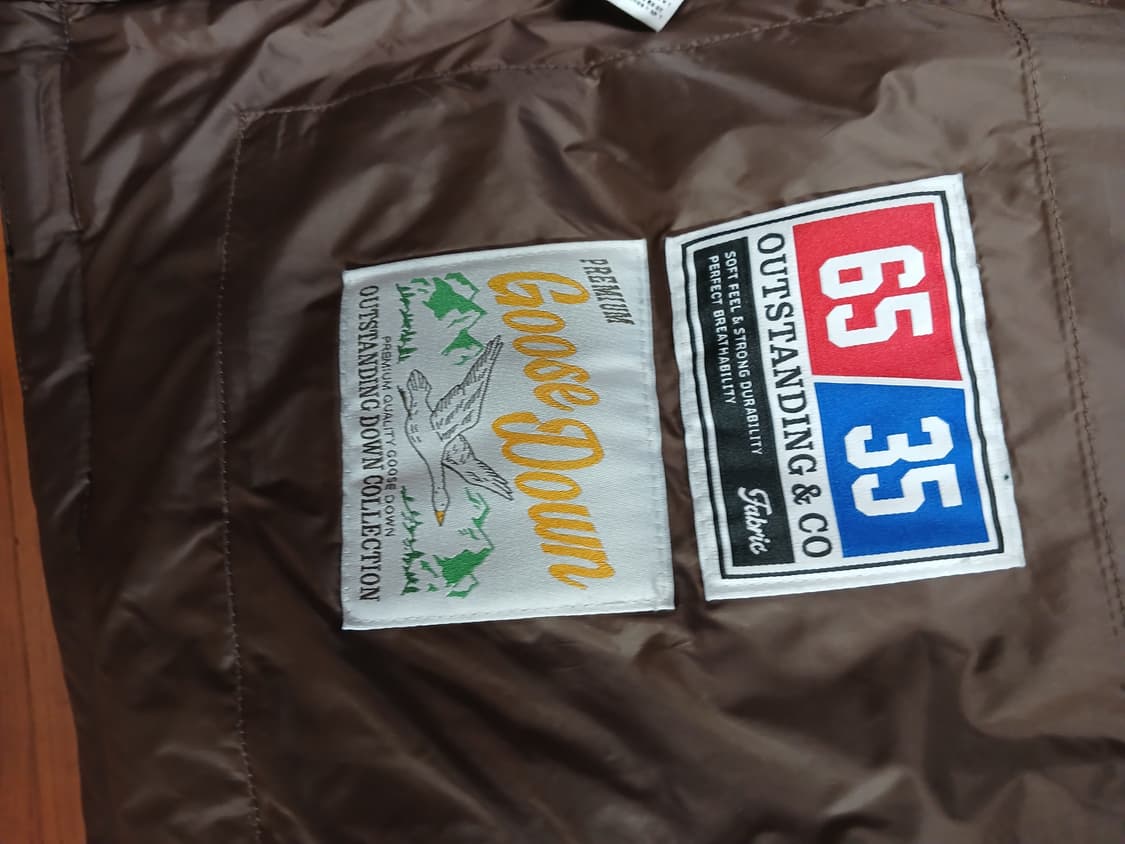 65 35
OUTSTANDING & CO
SOFT FEEL & STRONG DURABILITY
PERFECT BREATHABILITY
Fabric
PREMIUM
Goose Down
PREMIUM QUALITY GOOSE DOWN
OUTSTANDING DOWN COLLECTION